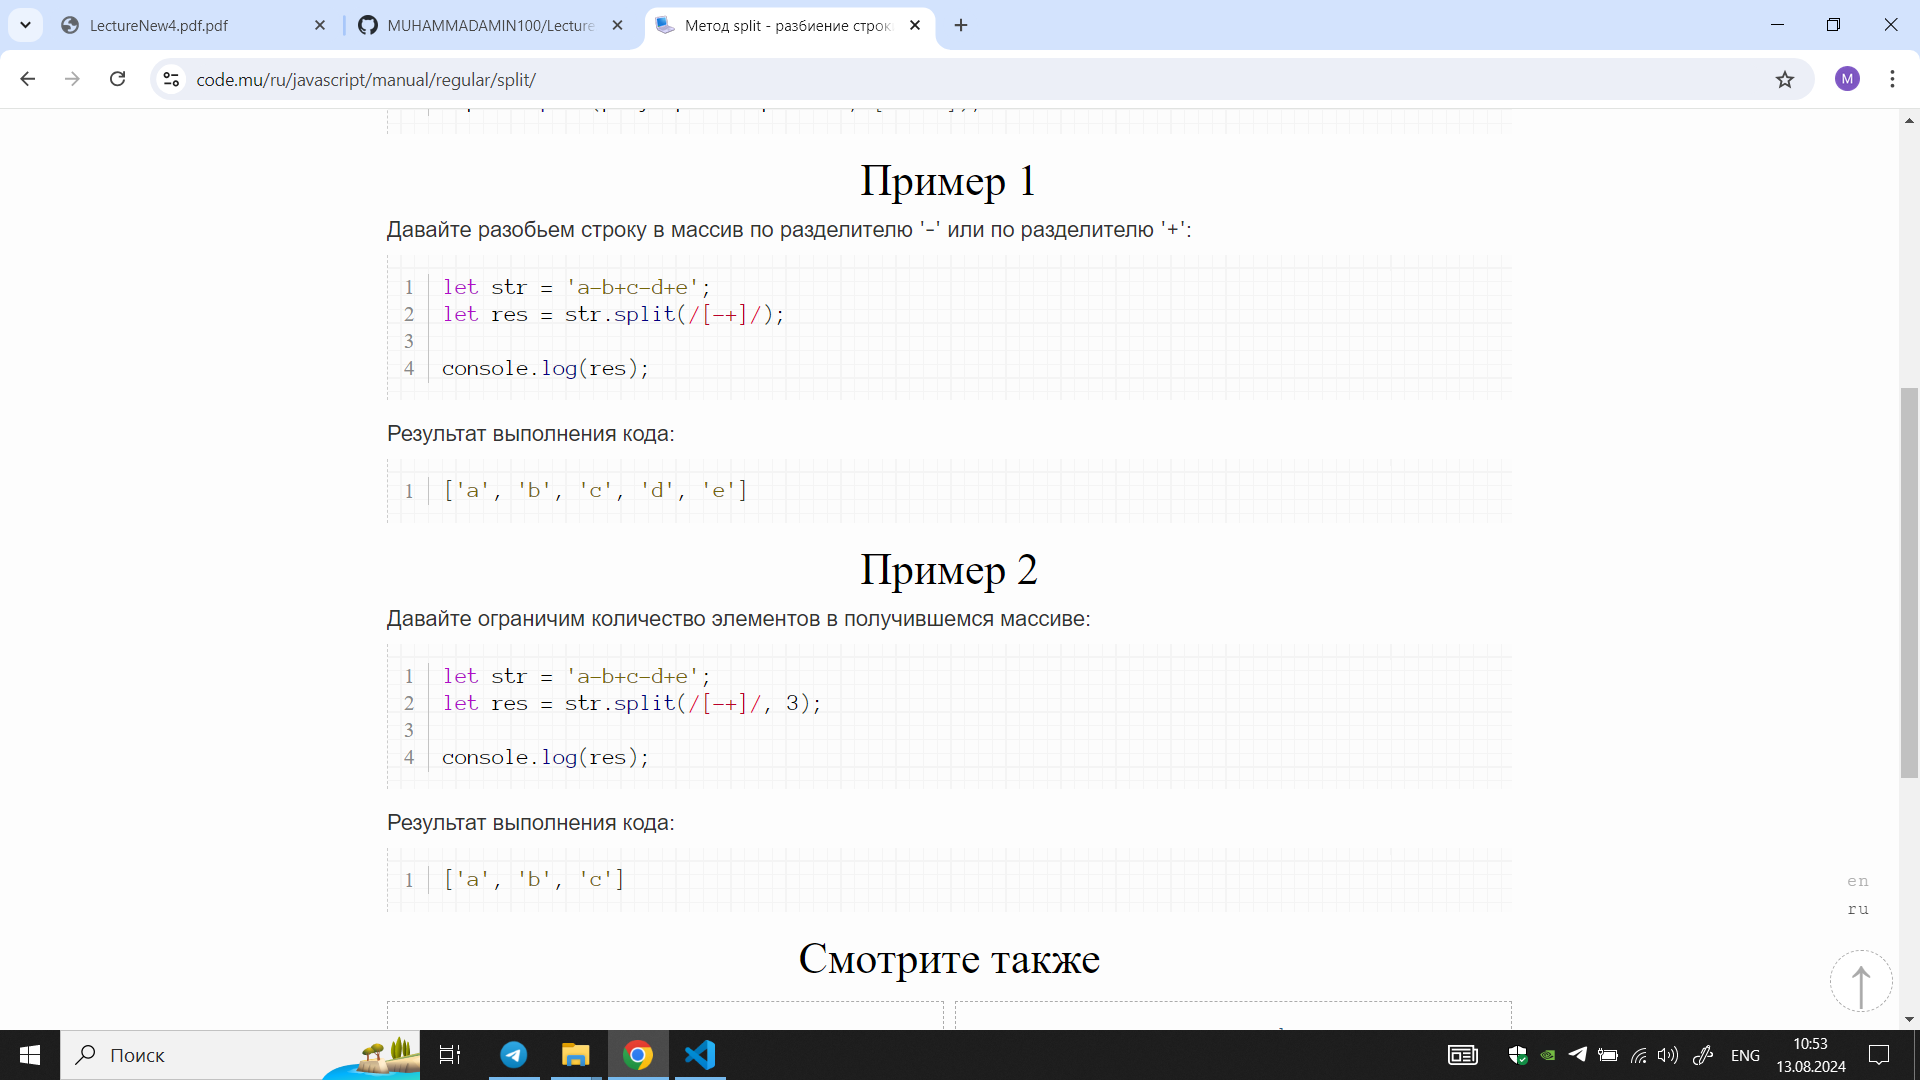 LectureNew4.pdf.pdf
MUHAMMADAMIN100/Lecture
Метод split - разбиение строк
code.mu/ru/javascript/manual/regular/split/
M
Пример 1
Давайте разобьем строку в массив по разделителю '-' или по разделителю '+':
1 let str = 'a-b+c-d+e';
2 let res = str.split(/[-+]/);
3
4 console.log(res);
Результат выполнения кода:
1 ['a', 'b', 'c', 'd', 'e']
Пример 2
Давайте ограничим количество элементов в получившемся массиве:
1 let str = 'a-b+c-d+e';
2 let res = str.split(/[-+]/, 3);
3
4 console.log(res);
Результат выполнения кода:
1 ['a', 'b', 'c']
en
ru
Смотрите также
Поиск
ENG
10:53
13.08.2024